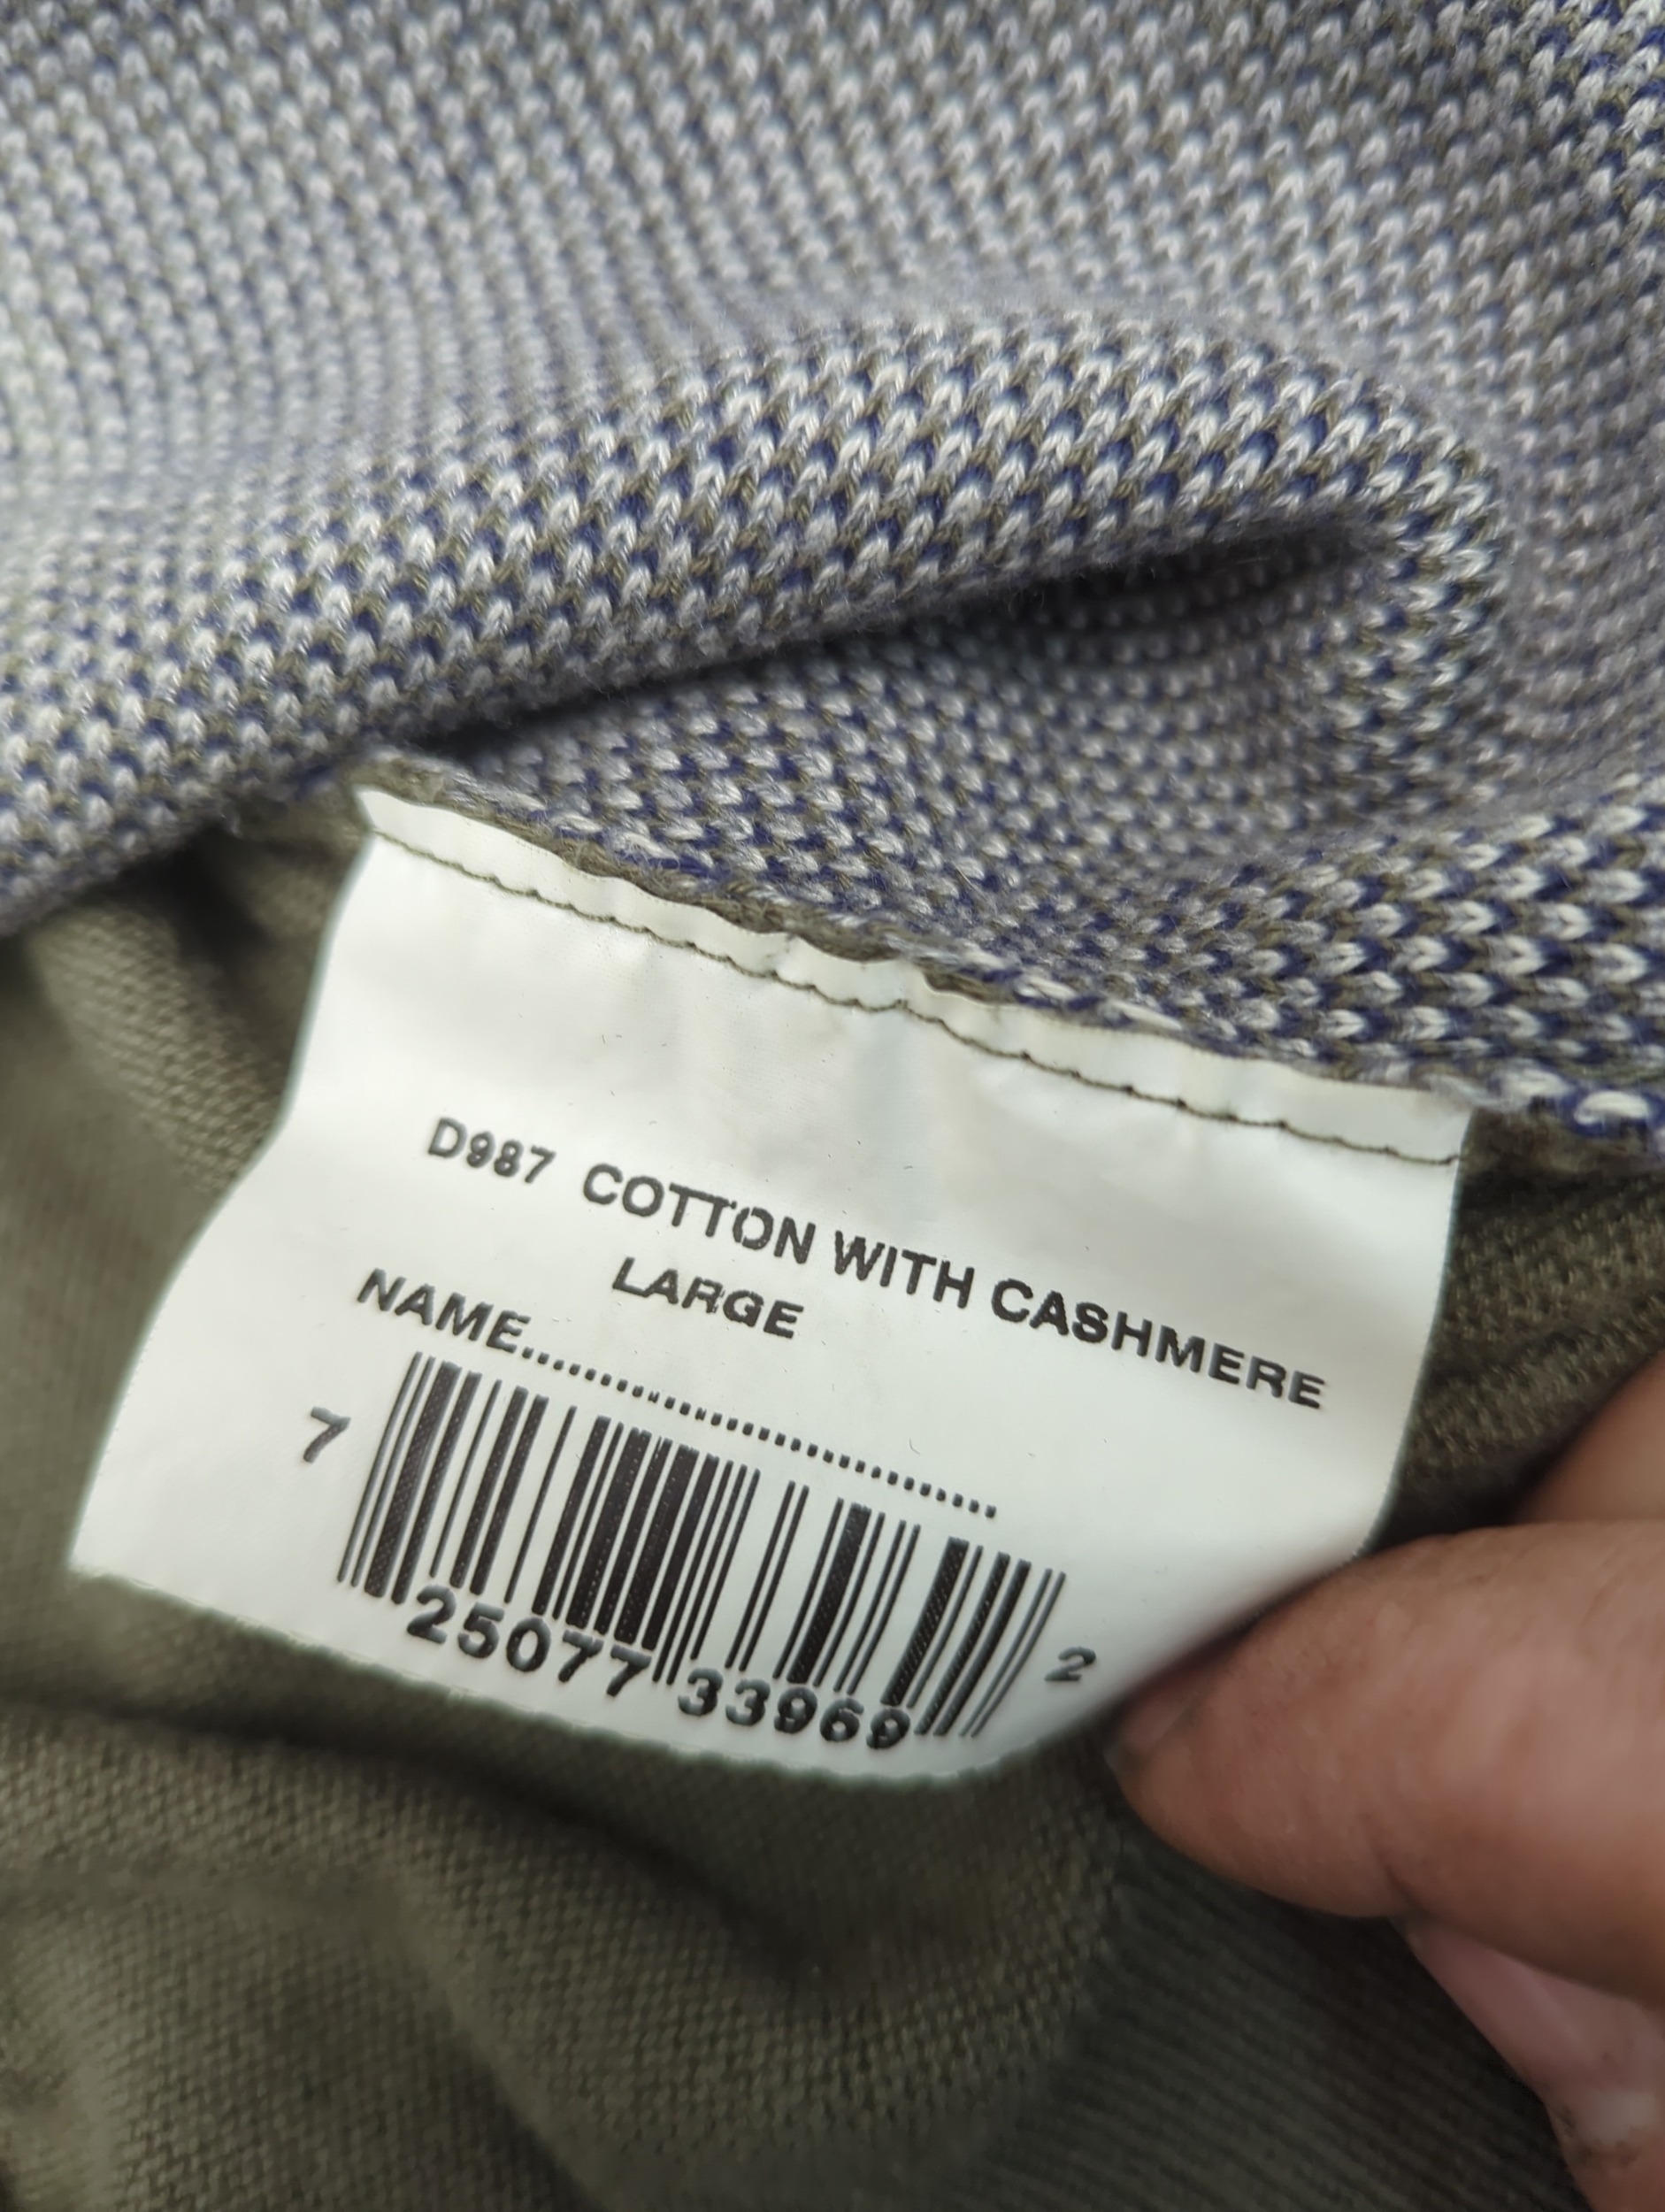 D987 COTTON WITH CASHMERE
LARGE
NAME................................................
7 25077 33969 2